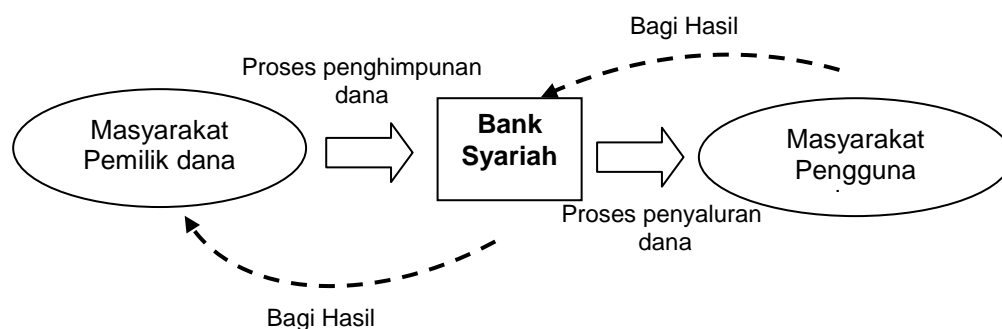 Bagi Hasil
Proses penghimpunan
dana
Masyarakat
Pemilik dana
Bank
Syariah
Masyarakat
Pengguna
Proses penyaluran
dana
Bagi Hasil